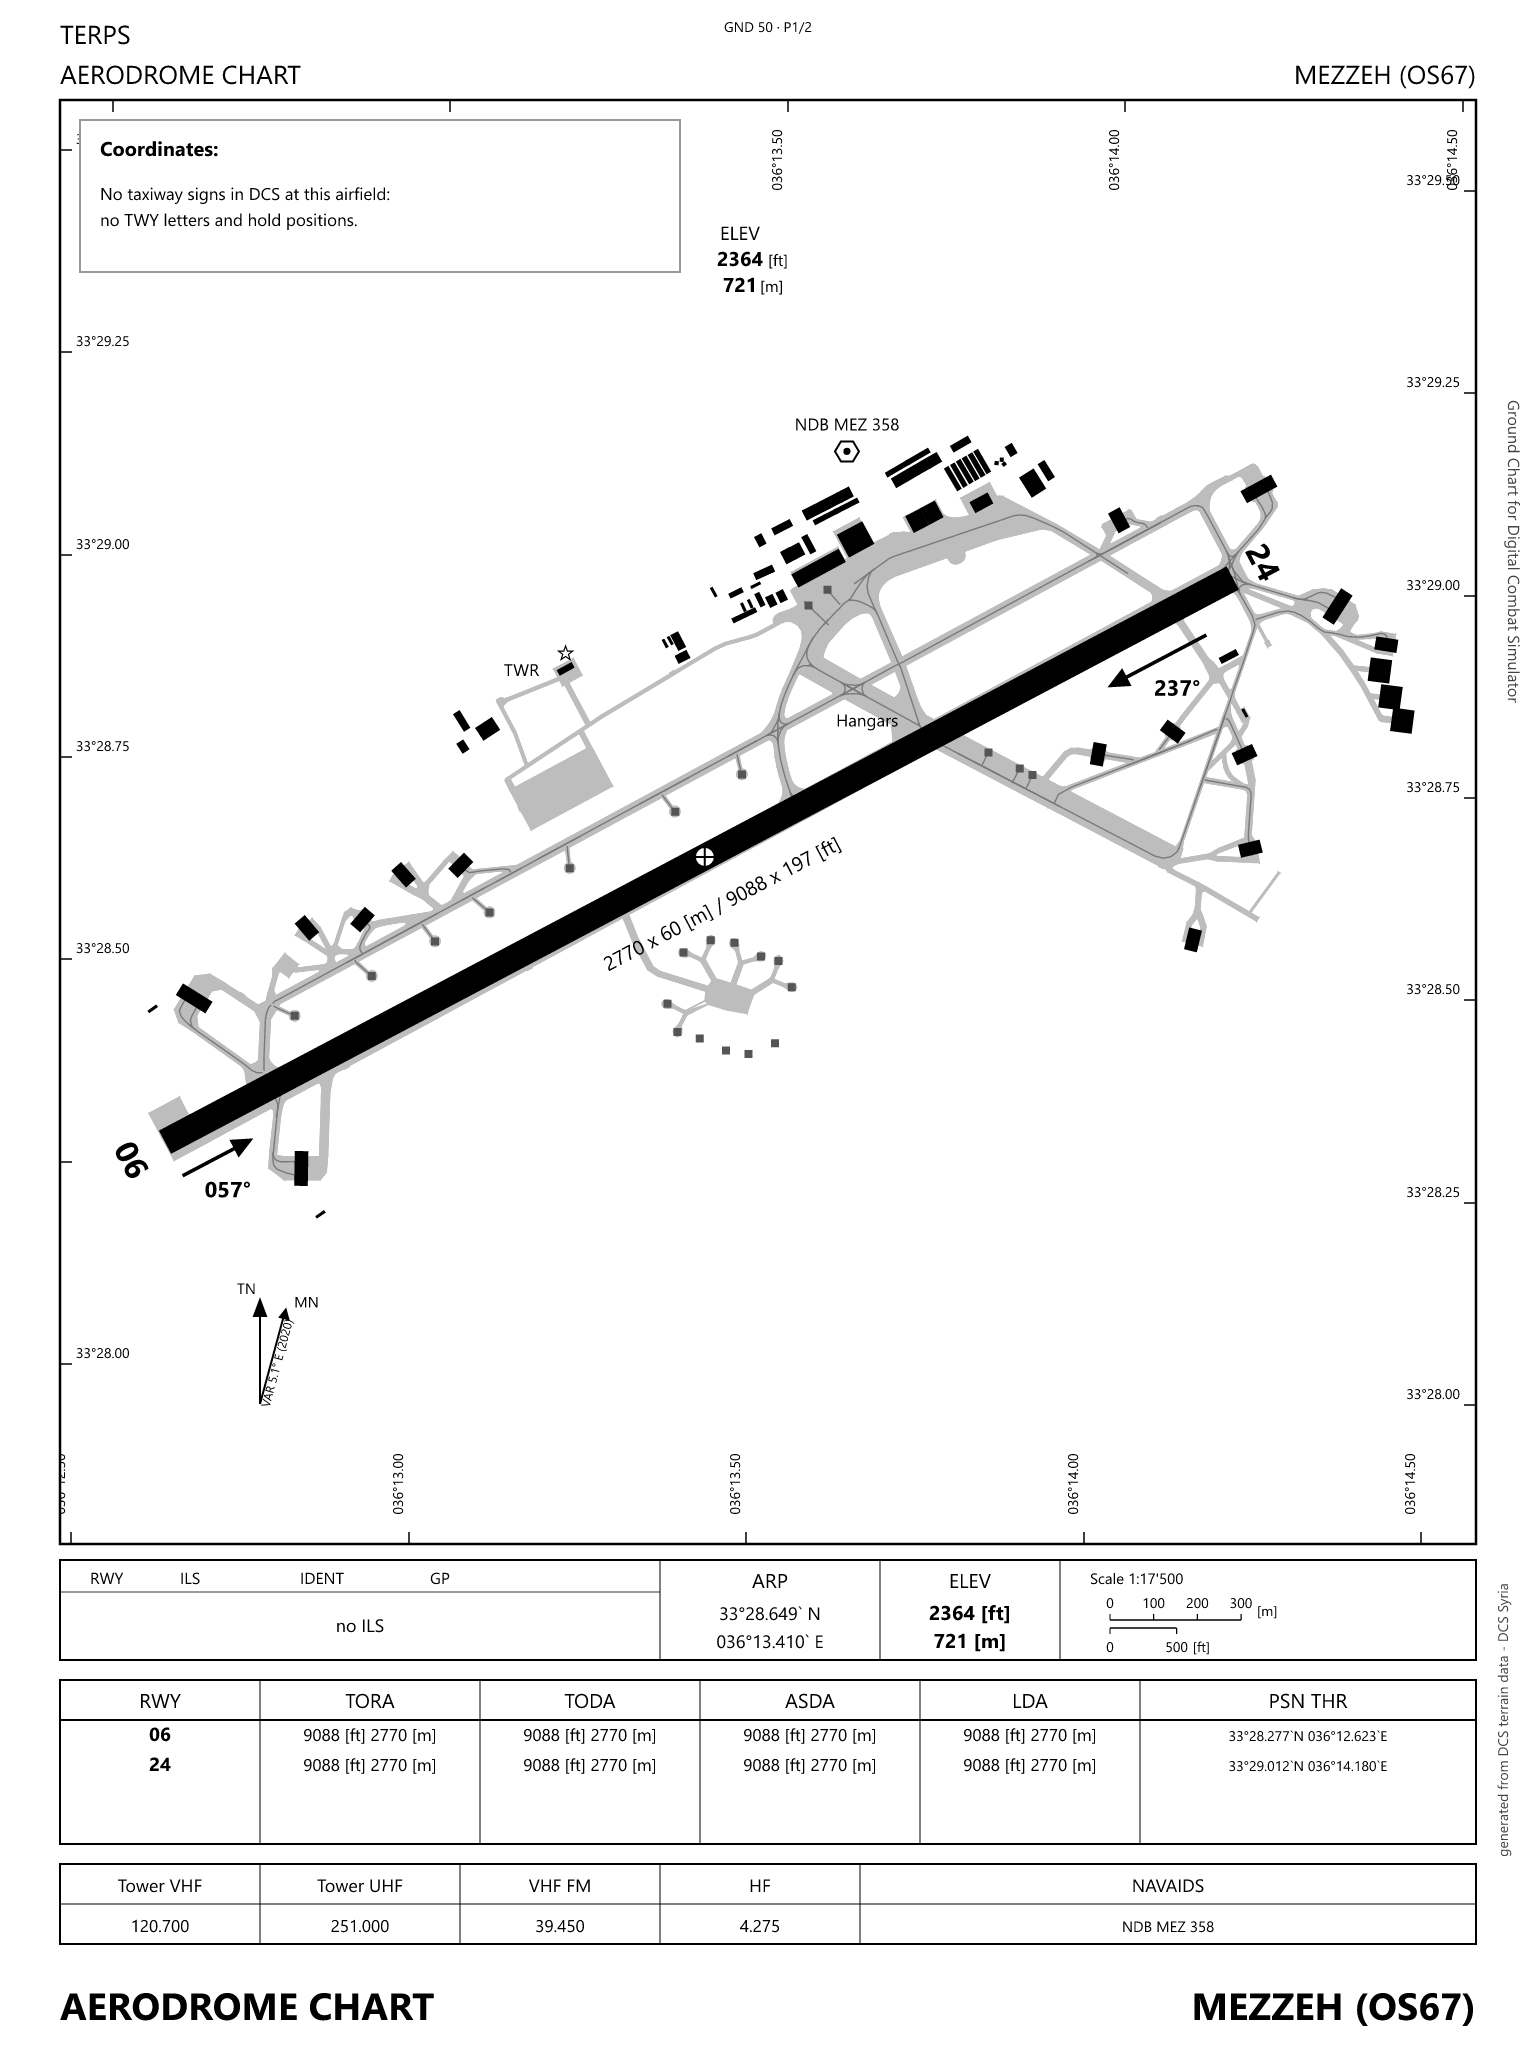 GND 50 · P1/2
TERPS
AERODROME CHART
MEZZEH (OS67)
Coordinates:
No taxiway signs in DCS at this airfield:
no TWY letters and hold positions.
036°13.50
036°14.00
036°14.50
33°29.50
ELEV
2364 [ft]
721 [m]
33°29.25
33°29.25
NDB MEZ 358
33°29.00
24
33°29.00
TWR
237°
Hangars
33°28.75
33°28.75
2770 x 60 [m] / 9088 x 197 [ft]
33°28.50
33°28.50
06
057°
33°28.25
TN
MN
VAR 5.1° E (2020)
33°28.00
33°28.00
036°13.00
036°13.50
036°14.00
036°14.50
Ground Chart for Digital Combat Simulator
RWY ILS IDENT GP
no ILS
ARP
33°28.649` N
036°13.410` E
ELEV
2364 [ft]
721 [m]
Scale 1:17'500
0 100 200 300 [m]
0 500 [ft]
RWY TORA TODA ASDA LDA PSN THR
06 9088 [ft] 2770 [m] 9088 [ft] 2770 [m] 9088 [ft] 2770 [m] 9088 [ft] 2770 [m] 33°28.277`N 036°12.623`E
24 9088 [ft] 2770 [m] 9088 [ft] 2770 [m] 9088 [ft] 2770 [m] 9088 [ft] 2770 [m] 33°29.012`N 036°14.180`E
generated from DCS terrain data - DCS Syria
Tower VHF Tower UHF VHF FM HF NAVAIDS
120.700 251.000 39.450 4.275 NDB MEZ 358
AERODROME CHART
MEZZEH (OS67)